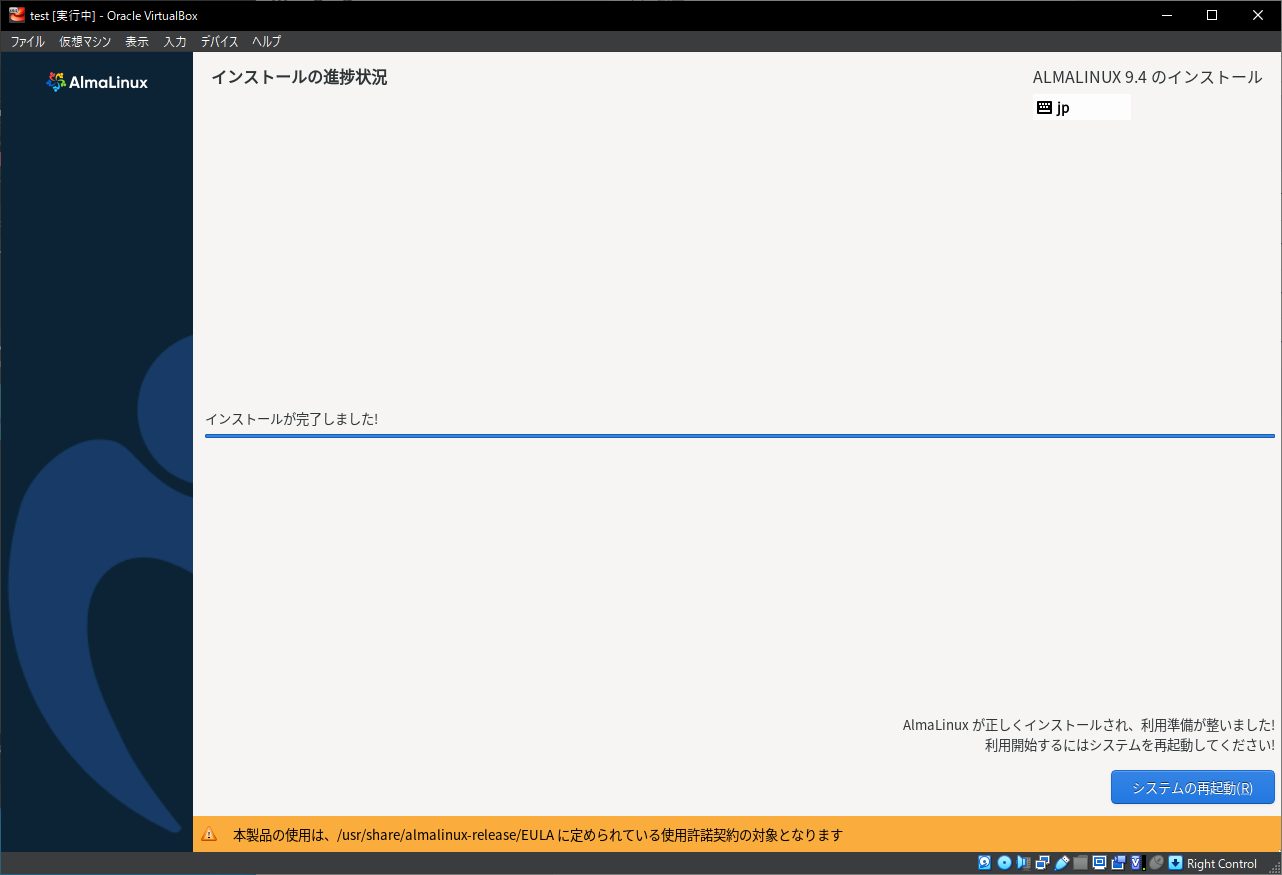 test [実行中] - Oracle VirtualBox
ファイル 仮想マシン 表示 入力 デバイス ヘルプ
AlmaLinux
インストールの進捗状況
ALMALINUX 9.4 のインストール
jp
インストールが完了しました!
AlmaLinux が正しくインストールされ、利用準備が整いました!
利用開始するにはシステムを再起動してください!
システムの再起動(R)
本製品の使用は、/usr/share/almalinux-release/EULA に定められている使用許諾契約の対象となります
Right Control